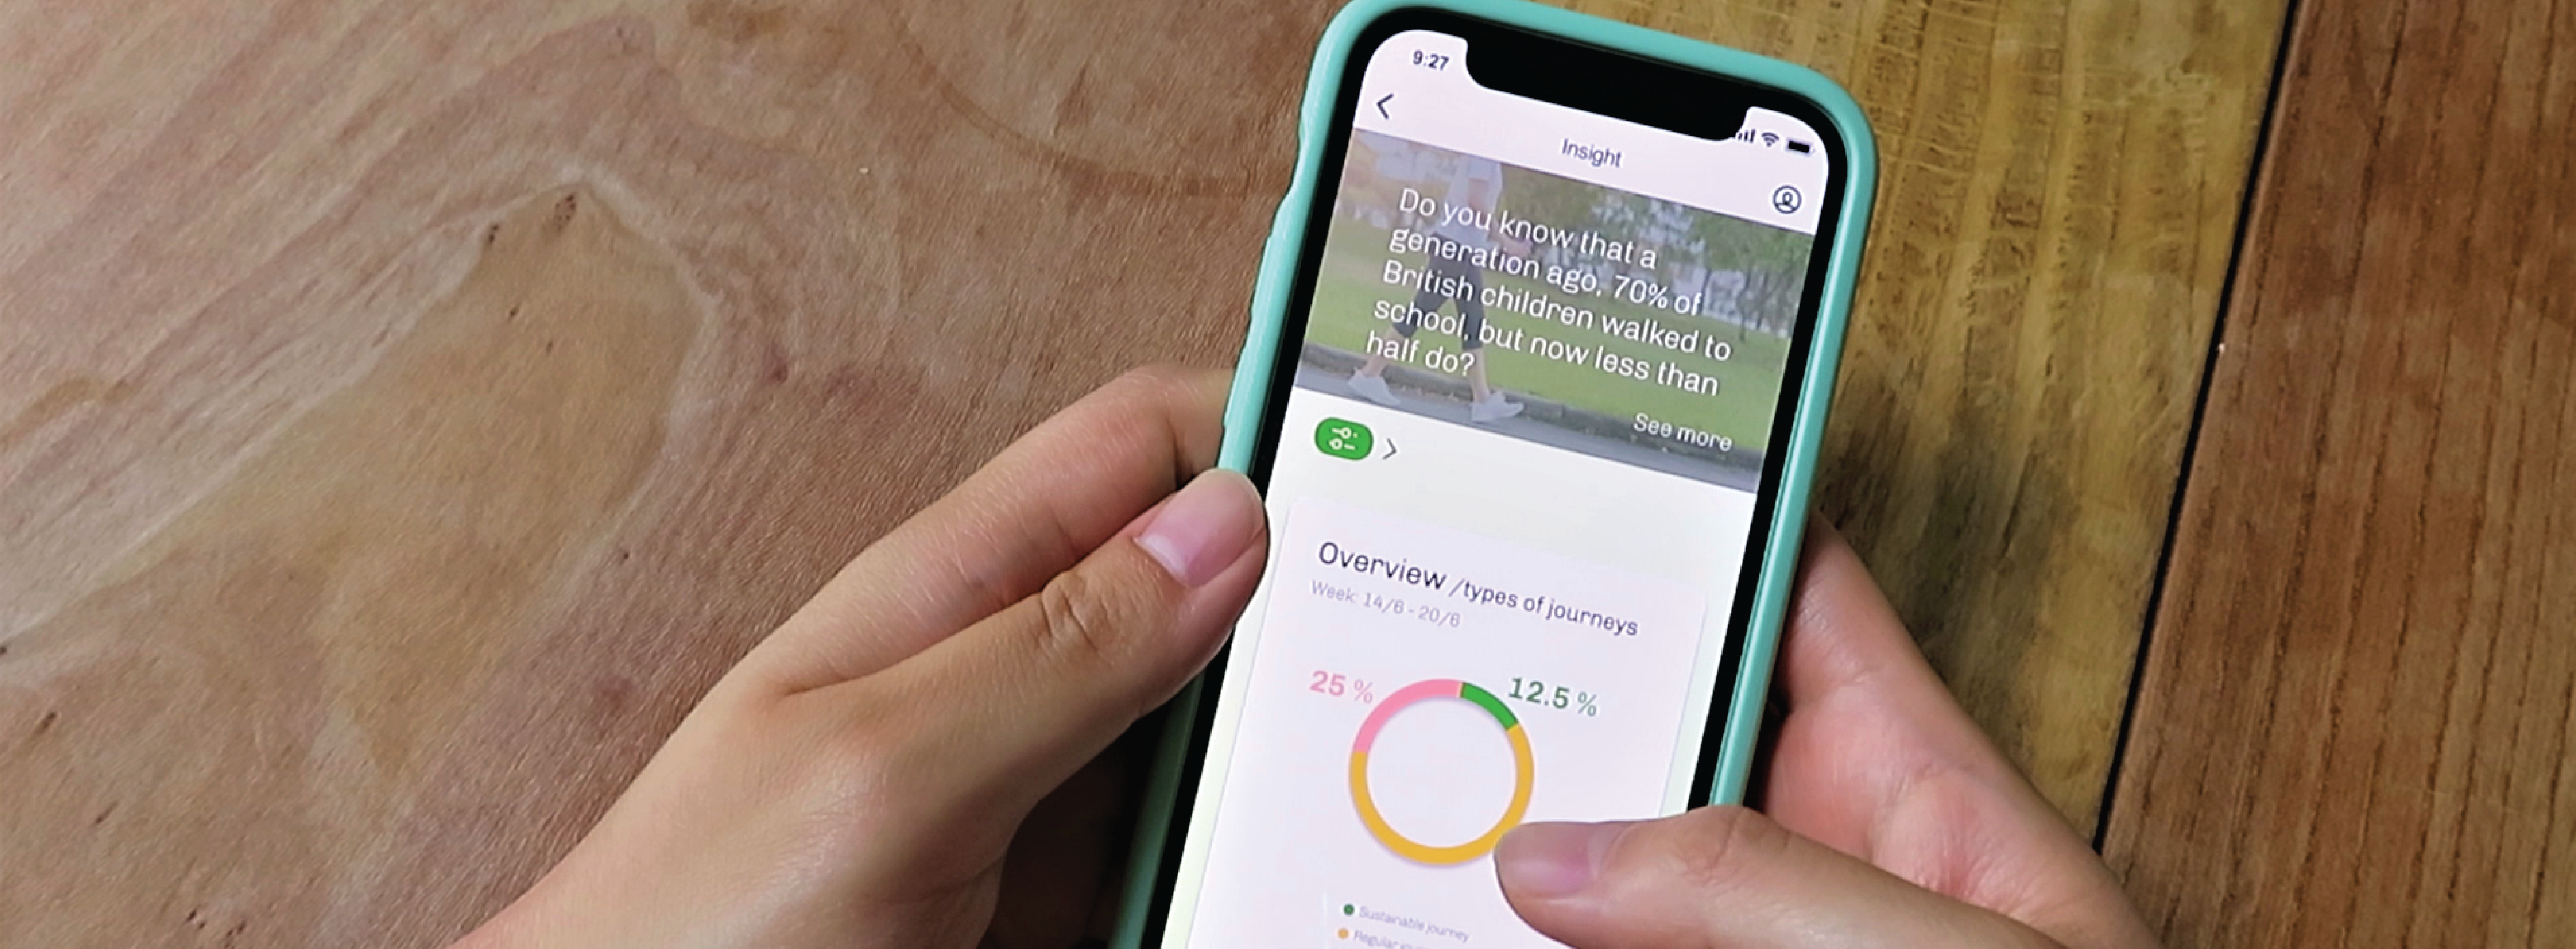 9:27
Insight
Do you know that a
generation ago, 70% of
British children walked to
school, but now less than
half do?
See more
Overview /types of journeys
Week: 14/6 - 20/6
25 %
12.5 %
Sustainable journey
Regular